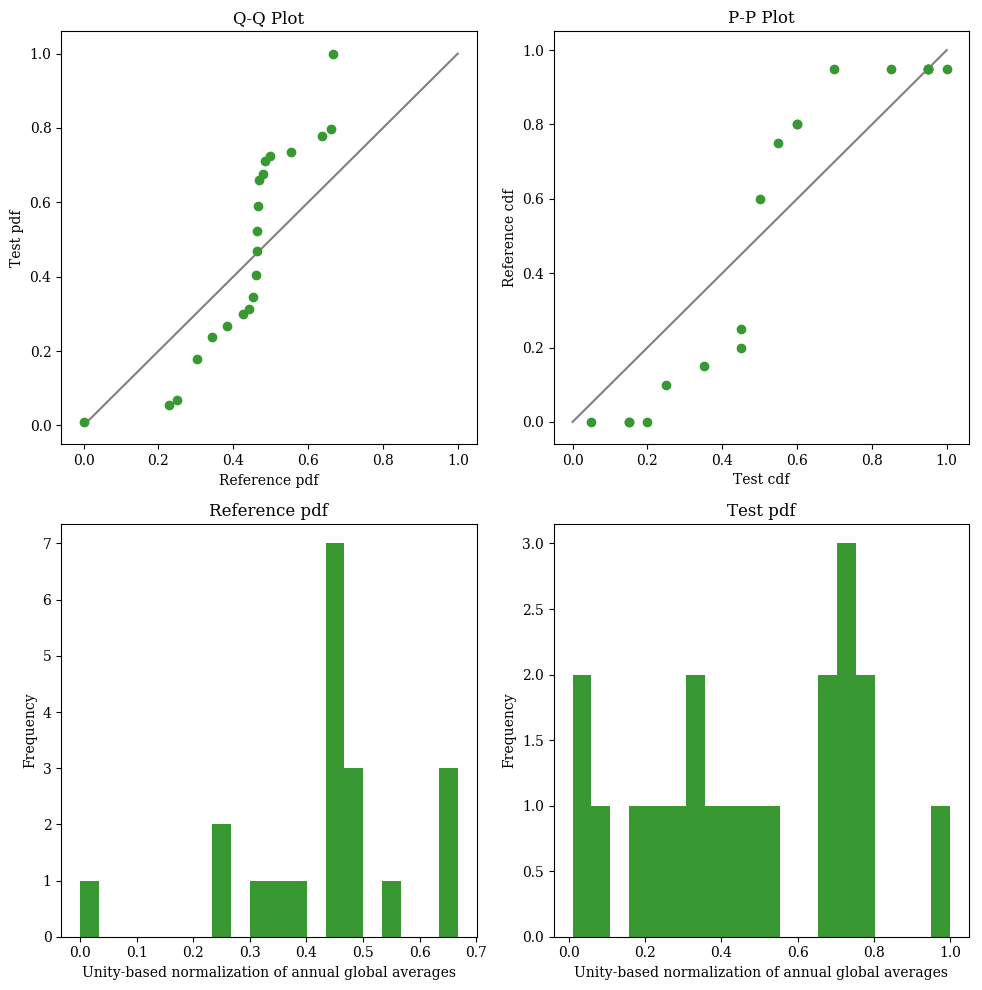 Q-Q Plot
1.0
0.8
0.6
0.4
0.2
0.0
Test pdf
0.0 0.2 0.4 0.6 0.8 1.0
Reference pdf
P-P Plot
1.0
0.8
0.6
0.4
0.2
0.0
Reference cdf
0.0 0.2 0.4 0.6 0.8 1.0
Test cdf
Reference pdf
7
6
5
4
3
2
1
0
Frequency
0.0 0.1 0.2 0.3 0.4 0.5 0.6 0.7
Unity-based normalization of annual global averages
Test pdf
3.0
2.5
2.0
1.5
1.0
0.5
0.0
Frequency
0.0 0.2 0.4 0.6 0.8 1.0
Unity-based normalization of annual global averages